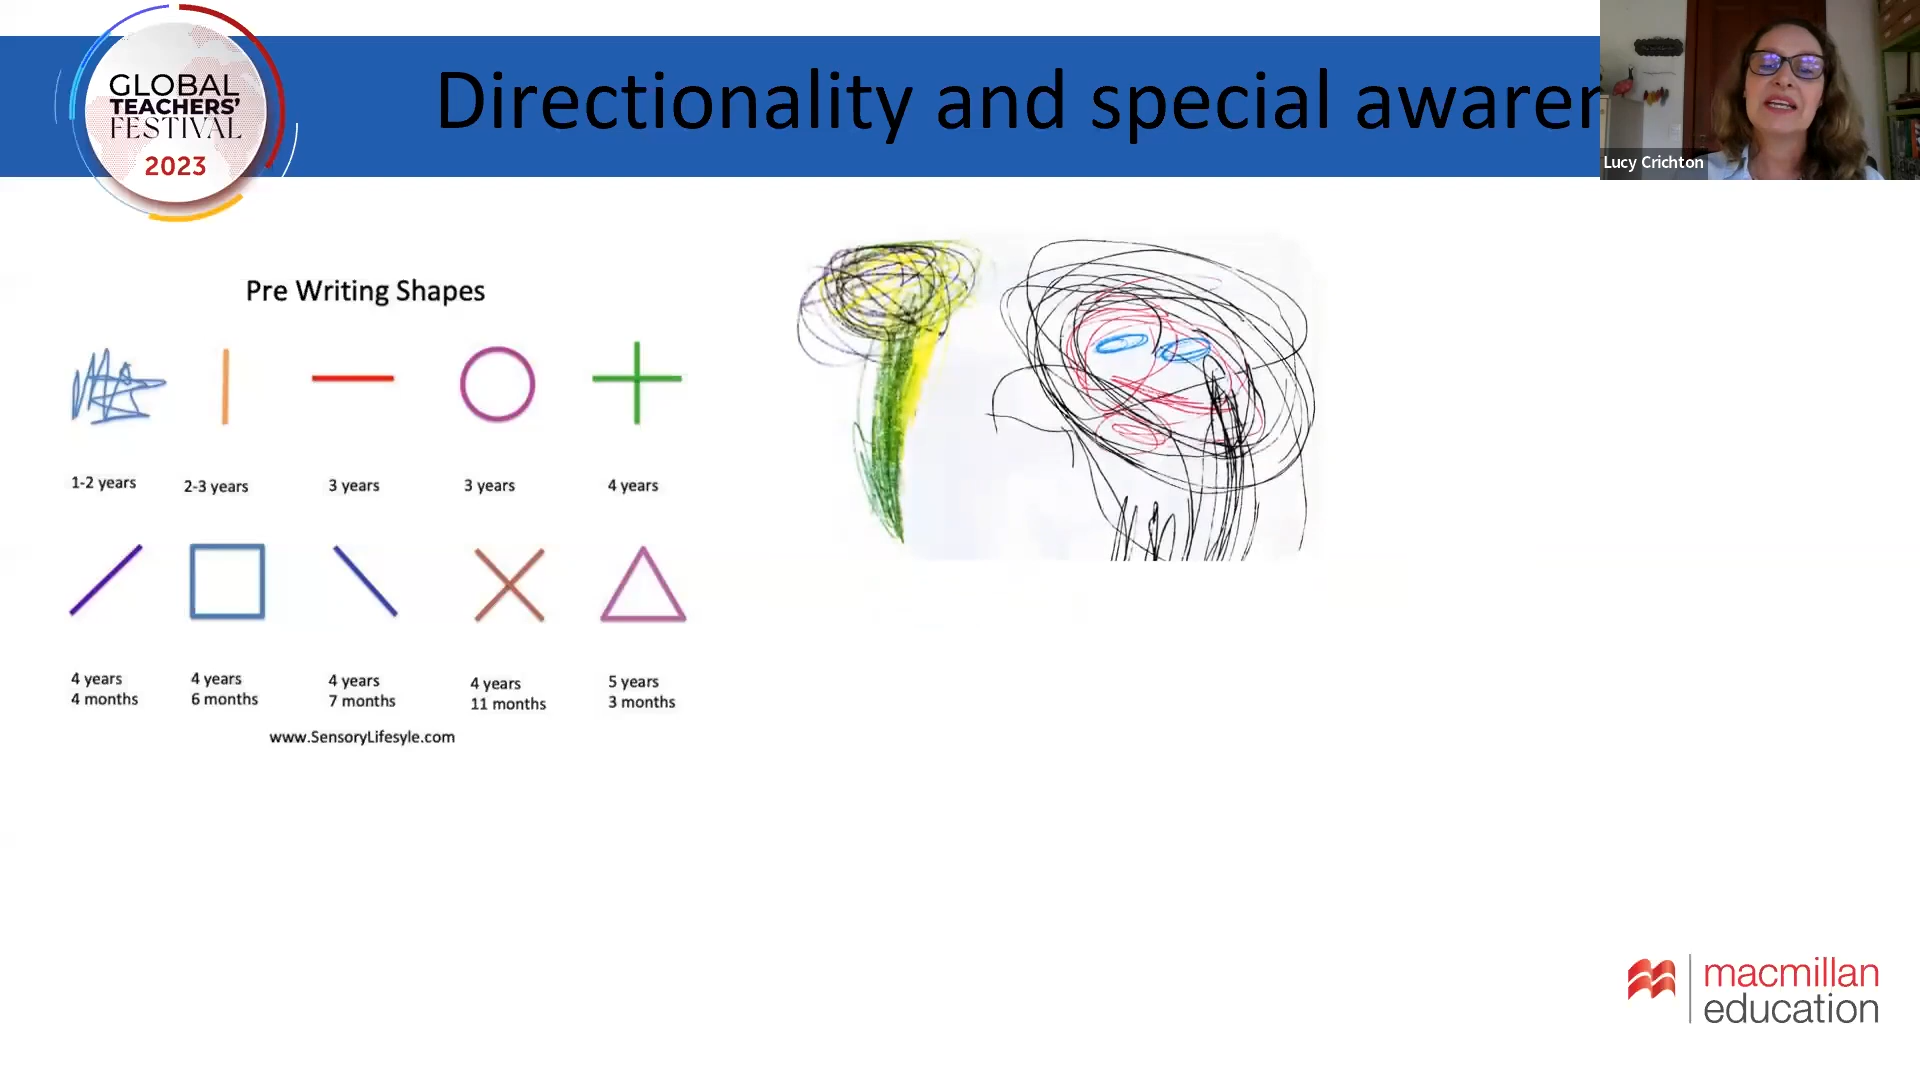 GLOBAL
TEACHERS'
FESTIVAL
2023
Directionality and special awaren
Lucy Crichton
Pre Writing Shapes
1-2 years
2-3 years
3 years
3 years
4 years
4 years
4 months
4 years
6 months
4 years
7 months
4 years
11 months
5 years
3 months
www.SensoryLifesyle.com
macmillan
education